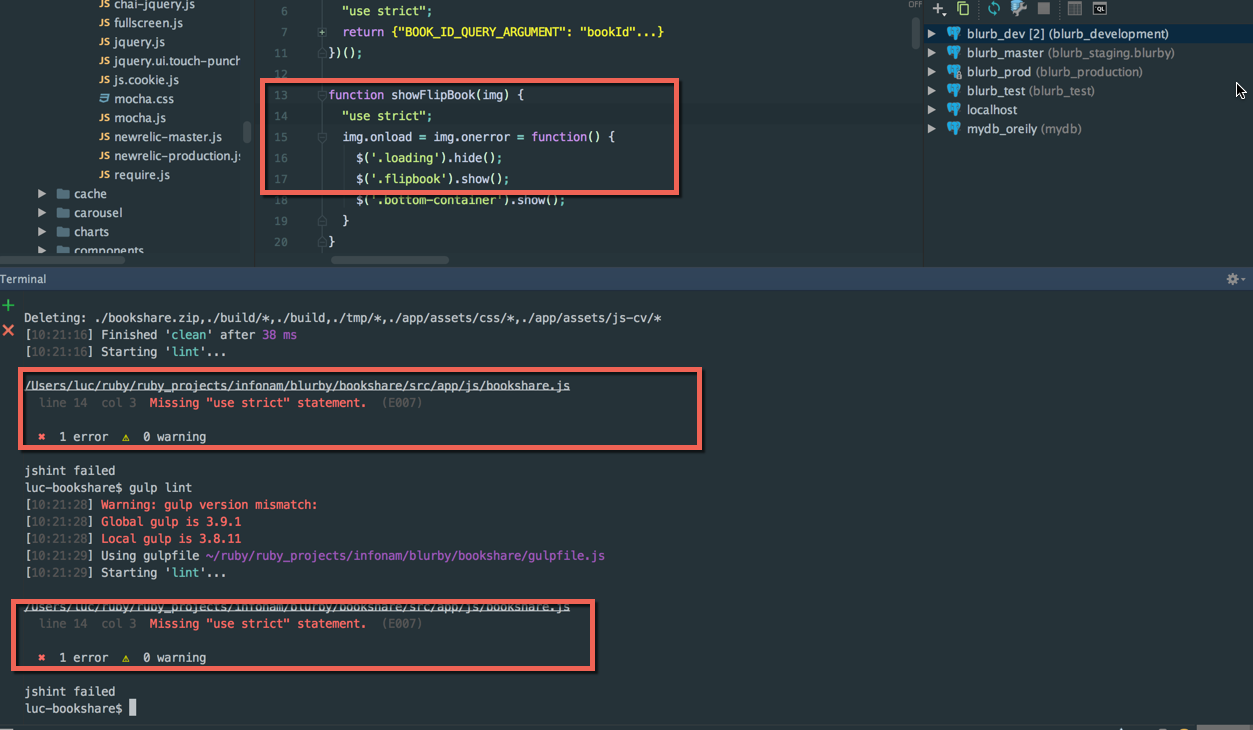 chai-jquery.js
fullscreen.js
jquery.js
jquery.ui.touch-punch
js.cookie.js
mocha.css
mocha.js
newrelic-master.js
newrelic-production.js
require.js
cache
carousel
charts
components
6 "use strict";
7 return {"BOOK_ID_QUERY_ARGUMENT": "bookId"...}
11 })();
12
13 function showFlipBook(img) {
14 "use strict";
15 img.onload = img.onerror = function() {
16 $('.loading').hide();
17 $('.flipbook').show();
18 $('.bottom-container').show();
19 }
20 }
OFF
QL
blurb_dev [2] (blurb_development)
blurb_master (blurb_staging.blurby)
blurb_prod (blurb_production)
blurb_test (blurb_test)
localhost
mydb_oreily (mydb)
Terminal
Deleting: ./bookshare.zip,./build/*,./build,./tmp/*,./app/assets/css/*,./app/assets/js-cv/*
[10:21:16] Finished 'clean' after 38 ms
[10:21:16] Starting 'lint'...
/Users/luc/ruby/ruby_projects/infonam/blurby/bookshare/src/app/js/bookshare.js
line 14 col 3 Missing "use strict" statement. (E007)
✖ 1 error ⚠ 0 warning
jshint failed
luc-bookshare$ gulp lint
[10:21:28] Warning: gulp version mismatch:
[10:21:28] Global gulp is 3.9.1
[10:21:28] Local gulp is 3.8.11
[10:21:29] Using gulpfile ~/ruby/ruby_projects/infonam/blurby/bookshare/gulpfile.js
[10:21:29] Starting 'lint'...
/Users/luc/ruby/ruby_projects/infonam/blurby/bookshare/src/app/js/bookshare.js
line 14 col 3 Missing "use strict" statement. (E007)
✖ 1 error ⚠ 0 warning
jshint failed
luc-bookshare$